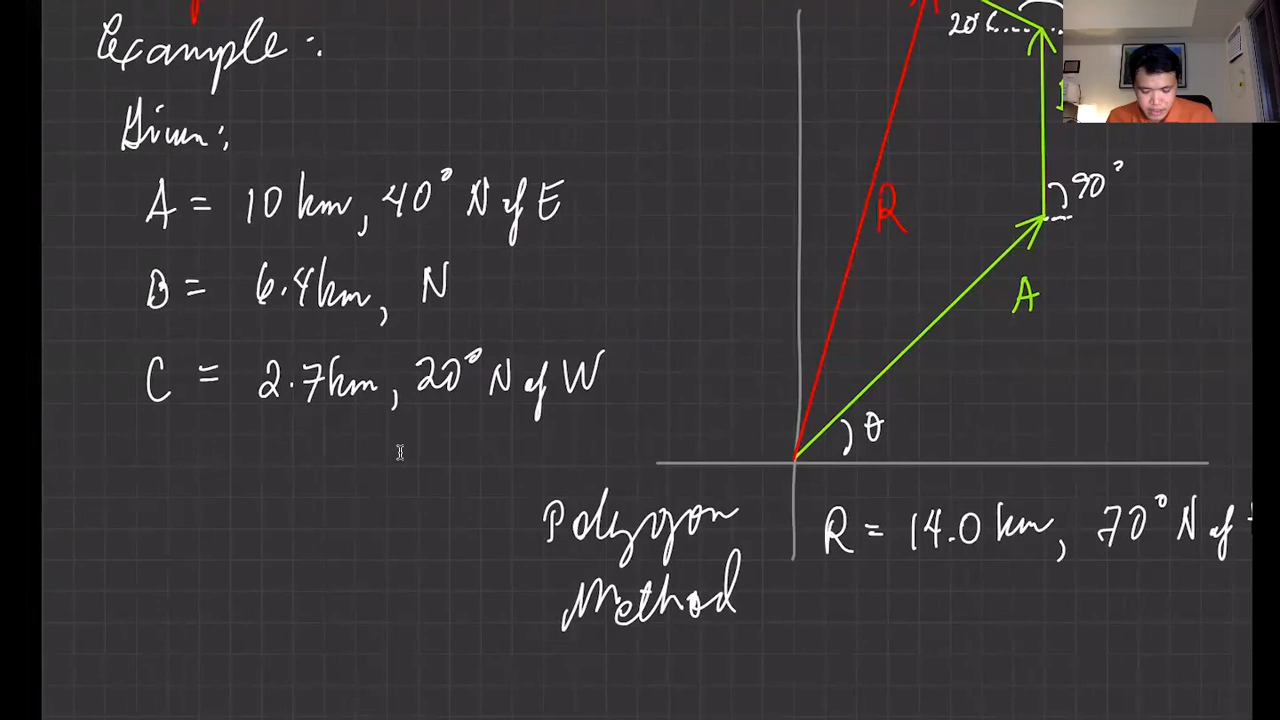 Example:
Given:
A = 10 km, 40° N of E
B = 6.4 km, N
C = 2.7 km, 20° N of W
20°
90°
R
A
θ
Polygon
Method
R = 14.0 km, 70° N of